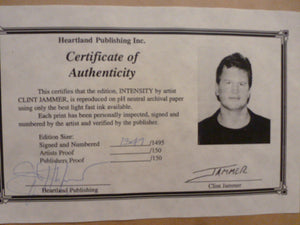 Heartland Publishing Inc.
Certificate of
Authenticity
This certifies that the edition, INTENSITY by artist
CLINT JAMMER, is reproduced on pH neutral archival paper
using only the best light fast ink available.
Each print has been personally inspected, signed and
numbered by the artist and verified by the publisher.
Edition Size:
Signed and Numbered /1495
Artists Proof /150
Publishers Proof /150
Heartland Publishing
JAMMER
Clint Jammer